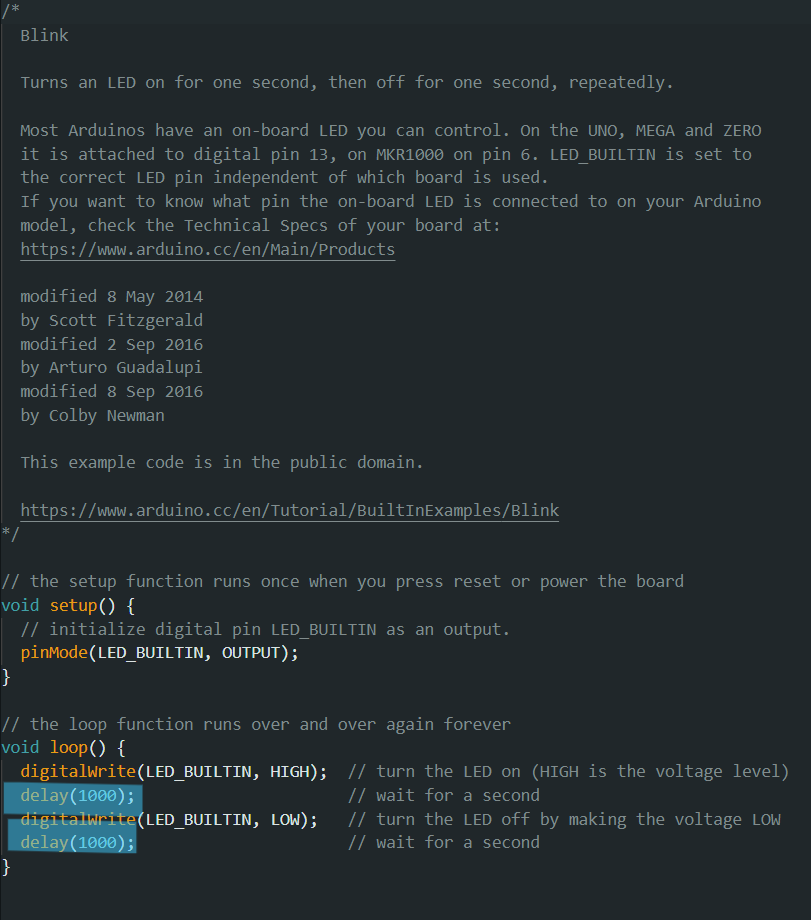 /*
  Blink

  Turns an LED on for one second, then off for one second, repeatedly.

  Most Arduinos have an on-board LED you can control. On the UNO, MEGA and ZERO
  it is attached to digital pin 13, on MKR1000 on pin 6. LED_BUILTIN is set to
  the correct LED pin independent of which board is used.
  If you want to know what pin the on-board LED is connected to on your Arduino
  model, check the Technical Specs of your board at:
  https://www.arduino.cc/en/Main/Products

  modified 8 May 2014
  by Scott Fitzgerald
  modified 2 Sep 2016
  by Arturo Guadalupi
  modified 8 Sep 2016
  by Colby Newman

  This example code is in the public domain.

  https://www.arduino.cc/en/Tutorial/BuiltInExamples/Blink
*/

// the setup function runs once when you press reset or power the board
void setup() {
  // initialize digital pin LED_BUILTIN as an output.
  pinMode(LED_BUILTIN, OUTPUT);
}

// the loop function runs over and over again forever
void loop() {
  digitalWrite(LED_BUILTIN, HIGH);  // turn the LED on (HIGH is the voltage level)
  delay(1000);                      // wait for a second
  digitalWrite(LED_BUILTIN, LOW);   // turn the LED off by making the voltage LOW
  delay(1000);                      // wait for a second
}